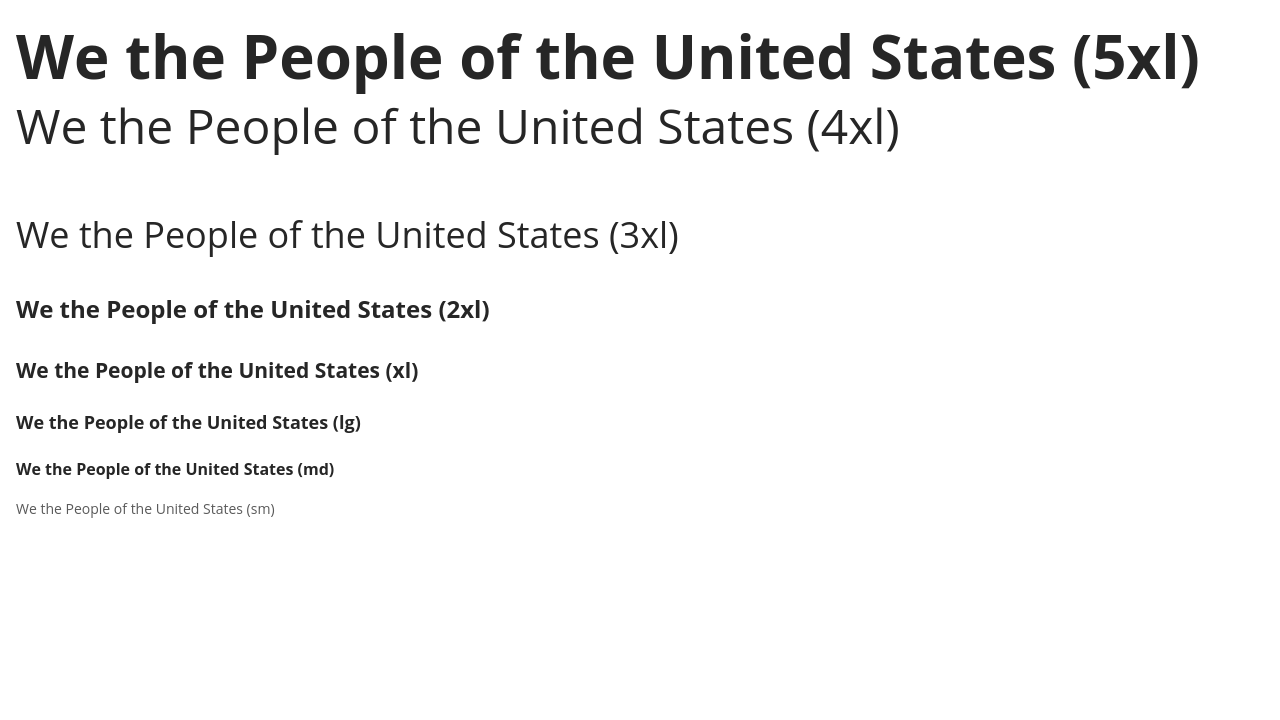 We the People of the United States (5xl)
We the People of the United States (4xl)
We the People of the United States (3xl)
We the People of the United States (2xl)
We the People of the United States (xl)
We the People of the United States (lg)
We the People of the United States (md)
We the People of the United States (sm)